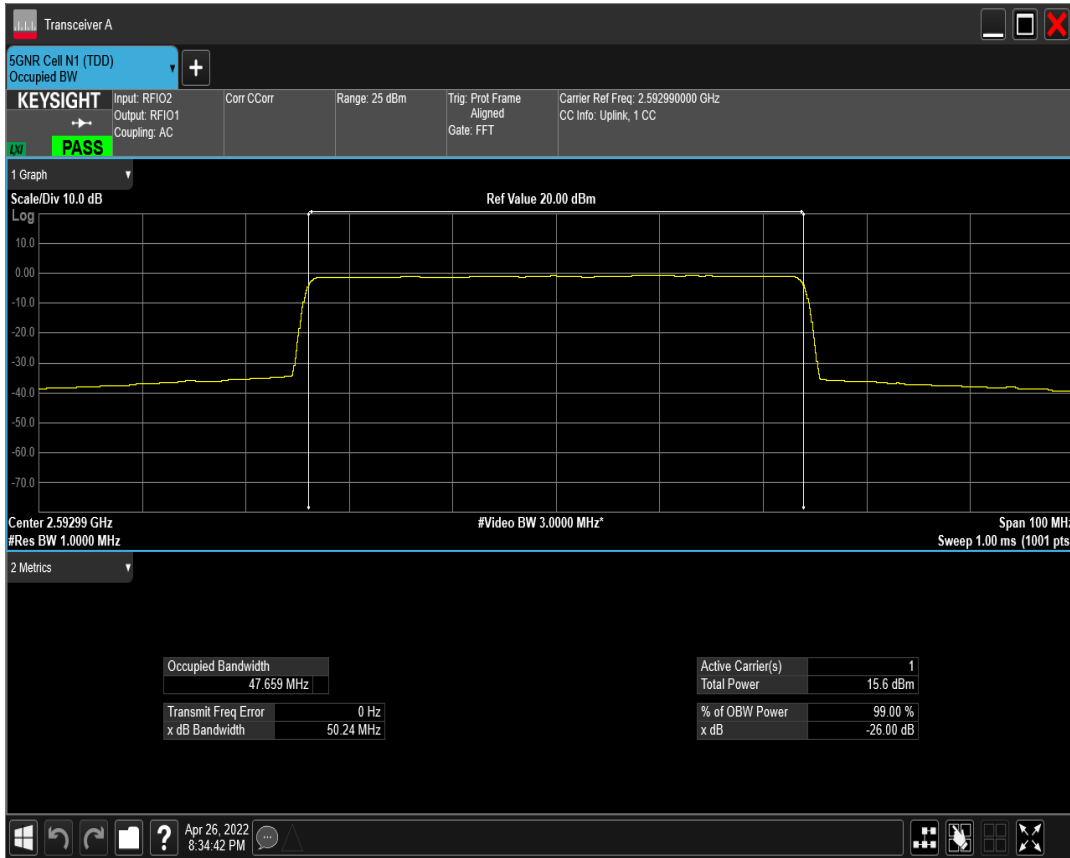 Transceiver A
5GNR Cell N1 (TDD)
Occupied BW
+
KEYSIGHT
LXI
PASS
Input: RFIO2
Output: RFIO1
Coupling: AC
Corr CCorr
Range: 25 dBm
Trig: Prot Frame
Aligned
Gate: FFT
Carrier Ref Freq: 2.592990000 GHz
CC Info: Uplink, 1 CC
1 Graph
Scale/Div 10.0 dB
Ref Value 20.00 dBm
Log
10.0
0.00
-10.0
-20.0
-30.0
-40.0
-50.0
-60.0
-70.0
Center 2.59299 GHz
#Video BW 3.0000 MHz*
Span 100 MHz
#Res BW 1.0000 MHz
Sweep 1.00 ms (1001 pts
2 Metrics
Occupied Bandwidth
47.659 MHz
Transmit Freq Error 0 Hz
x dB Bandwidth 50.24 MHz
Active Carrier(s) 1
Total Power 15.6 dBm
% of OBW Power 99.00 %
x dB -26.00 dB
?
Apr 26, 2022
8:34:42 PM